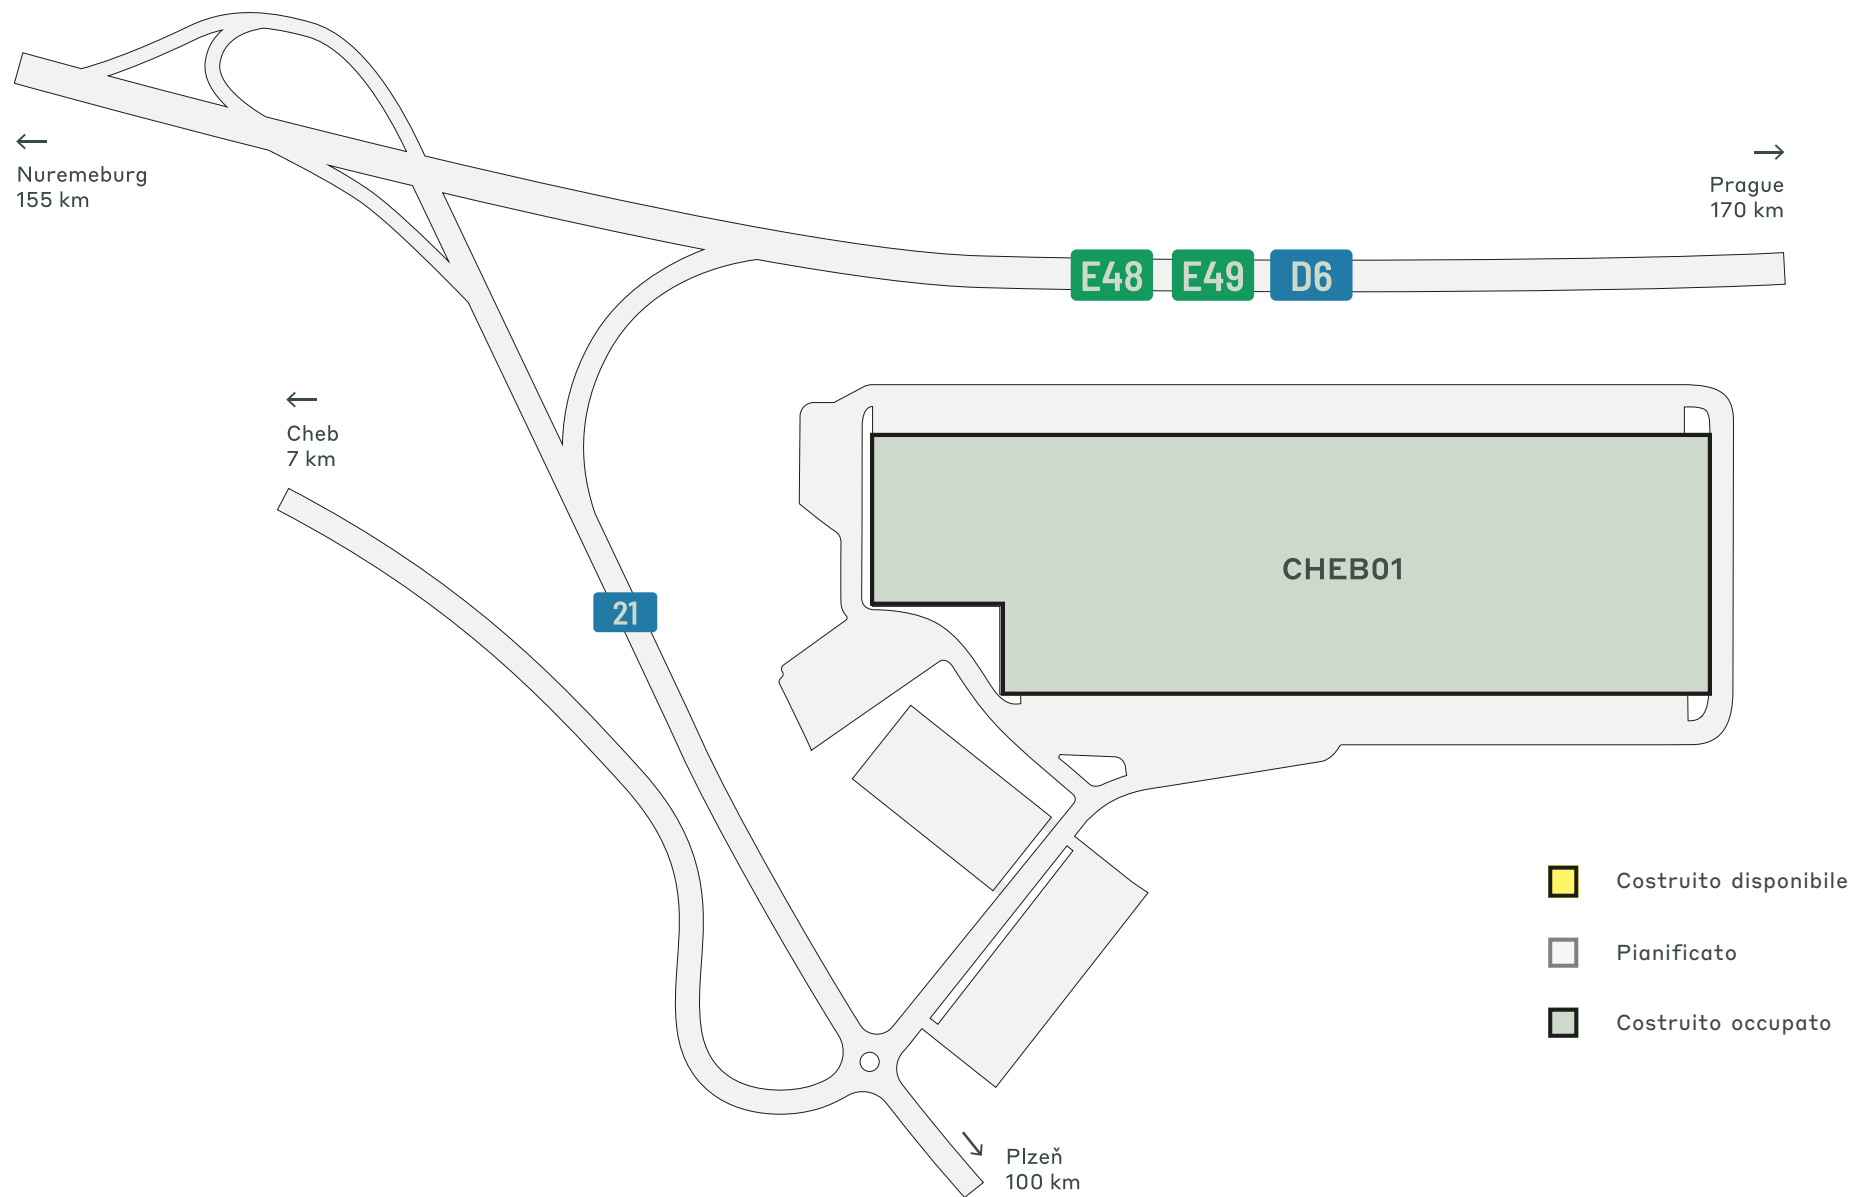 Nuremeburg
155 km
Prague
170 km
E48
E49
D6
Cheb
7 km
CHEB01
21
Costruito disponibile
Pianificato
Costruito occupato
Plzeň
100 km